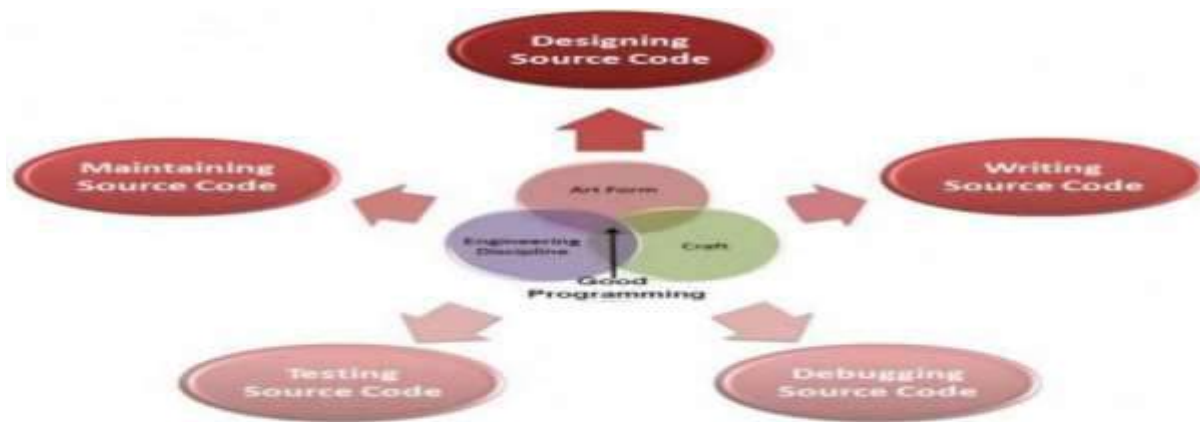 Designing
Source Code
Maintaining
Source Code
Writing
Source Code
Art Form
Engineering
Discipline
Craft
Good
Programming
Testing
Source Code
Debugging
Source Code